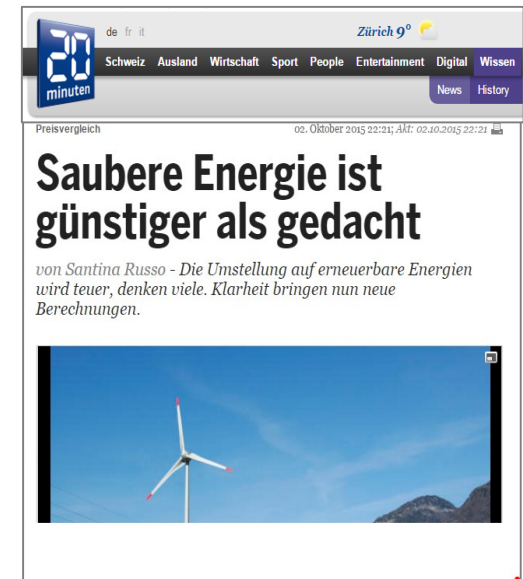 de fr it
Zürich 9°
20
minuten
Schweiz Ausland Wirtschaft Sport People Entertainment Digital Wissen
News History
Preisvergleich
02. Oktober 2015 22:21; Akt: 02.10.2015 22:21
Saubere Energie ist
günstiger als gedacht
von Santina Russo - Die Umstellung auf erneuerbare Energien
wird teuer, denken viele. Klarheit bringen nun neue
Berechnungen.